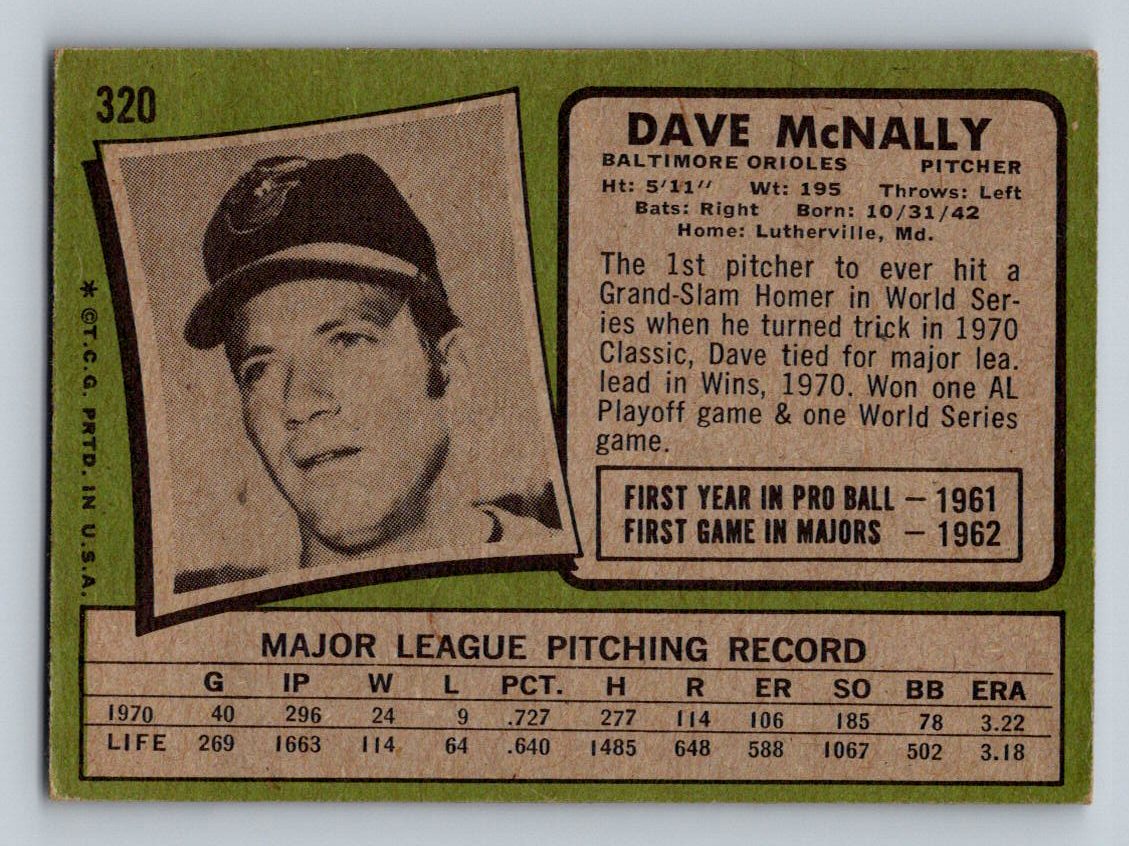 320
DAVE McNALLY
BALTIMORE ORIOLES PITCHER
Ht: 5'11" Wt: 195 Throws: Left
Bats: Right Born: 10/31/42
Home: Lutherville, Md.
The 1st pitcher to ever hit a
Grand-Slam Homer in World Ser-
ies when he turned trick in 1970
Classic, Dave tied for major lea.
lead in Wins, 1970. Won one AL
Playoff game & one World Series
game.
FIRST YEAR IN PRO BALL — 1961
FIRST GAME IN MAJORS — 1962
* ©T.C.G. PRTD. IN U.S.A.
MAJOR LEAGUE PITCHING RECORD
G IP W L PCT. H R ER SO BB ERA
1970 40 296 24 9 .727 277 114 106 185 78 3.22
LIFE 269 1663 114 64 .640 1485 648 588 1067 502 3.18